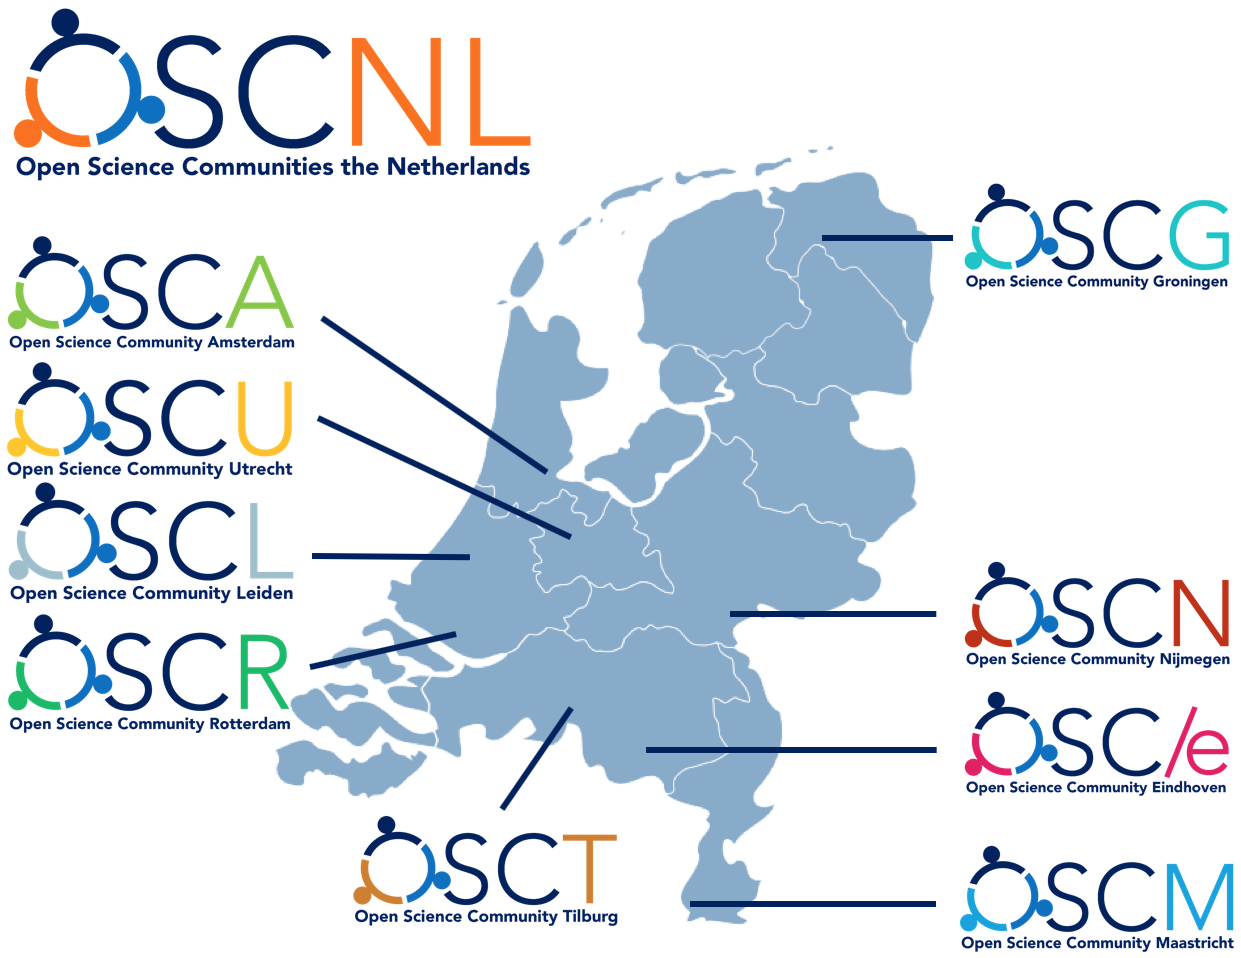 OSCNL
Open Science Communities the Netherlands
OSCA
Open Science Community Amsterdam
OSCU
Open Science Community Utrecht
OSCL
Open Science Community Leiden
OSCR
Open Science Community Rotterdam
OSCT
Open Science Community Tilburg
OSCG
Open Science Community Groningen
OSCN
Open Science Community Nijmegen
OSC/e
Open Science Community Eindhoven
OSCM
Open Science Community Maastricht